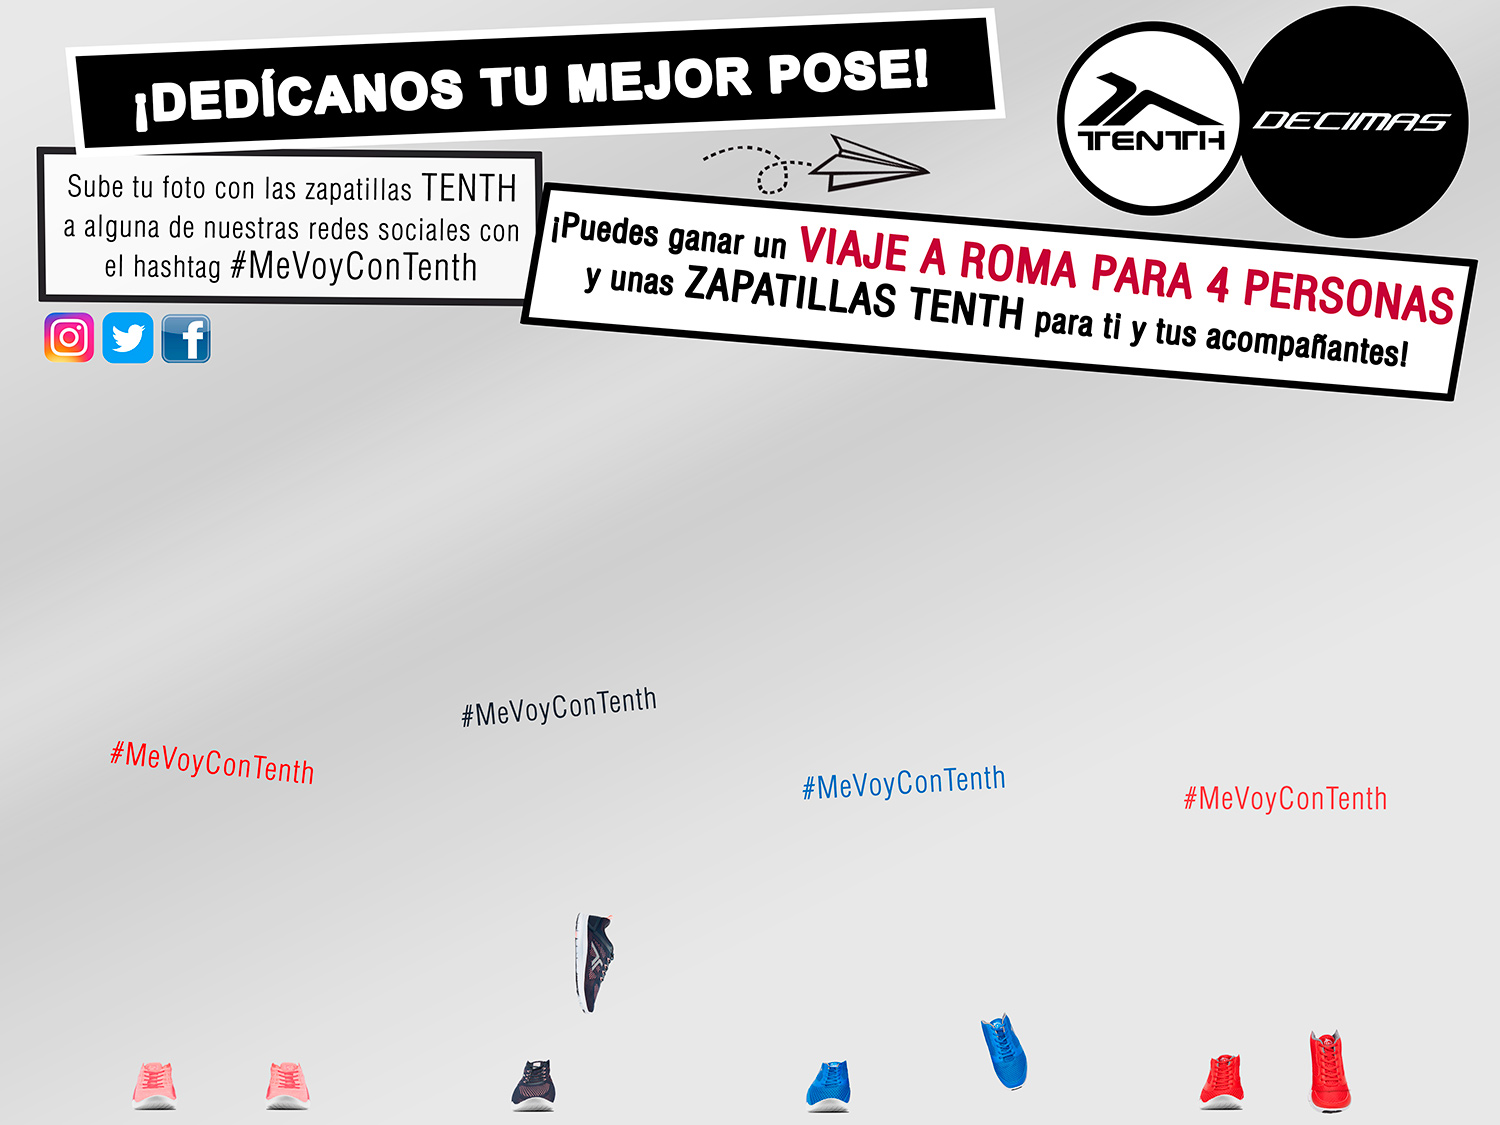 ¡DEDÍCANOS TU MEJOR POSE!
TENTH
DECIMAS
Sube tu foto con las zapatillas TENTH
a alguna de nuestras redes sociales con
el hashtag #MeVoyConTenth
¡Puedes ganar un VIAJE A ROMA PARA 4 PERSONAS
y unas ZAPATILLAS TENTH para ti y tus acompañantes!
#MeVoyConTenth
#MeVoyConTenth
#MeVoyConTenth
#MeVoyConTenth